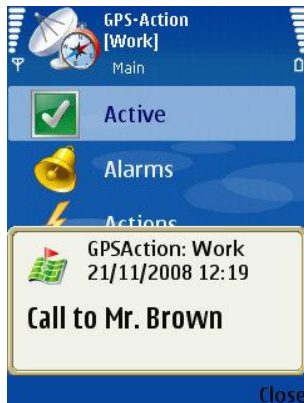 GPS-Action
[Work]
Main
Active
Alarms
Actions
GPSAction: Work
21/11/2008 12:19
Call to Mr. Brown
Close